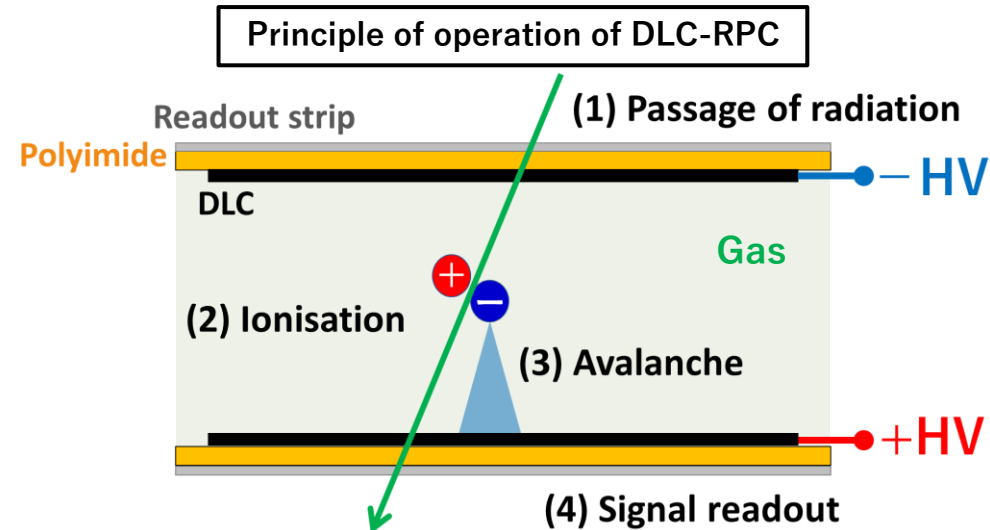 Principle of operation of DLC-RPC
(1) Passage of radiation
Readout strip
Polyimide
− HV
DLC
Gas
+
−
(2) Ionisation
(3) Avalanche
+HV
(4) Signal readout